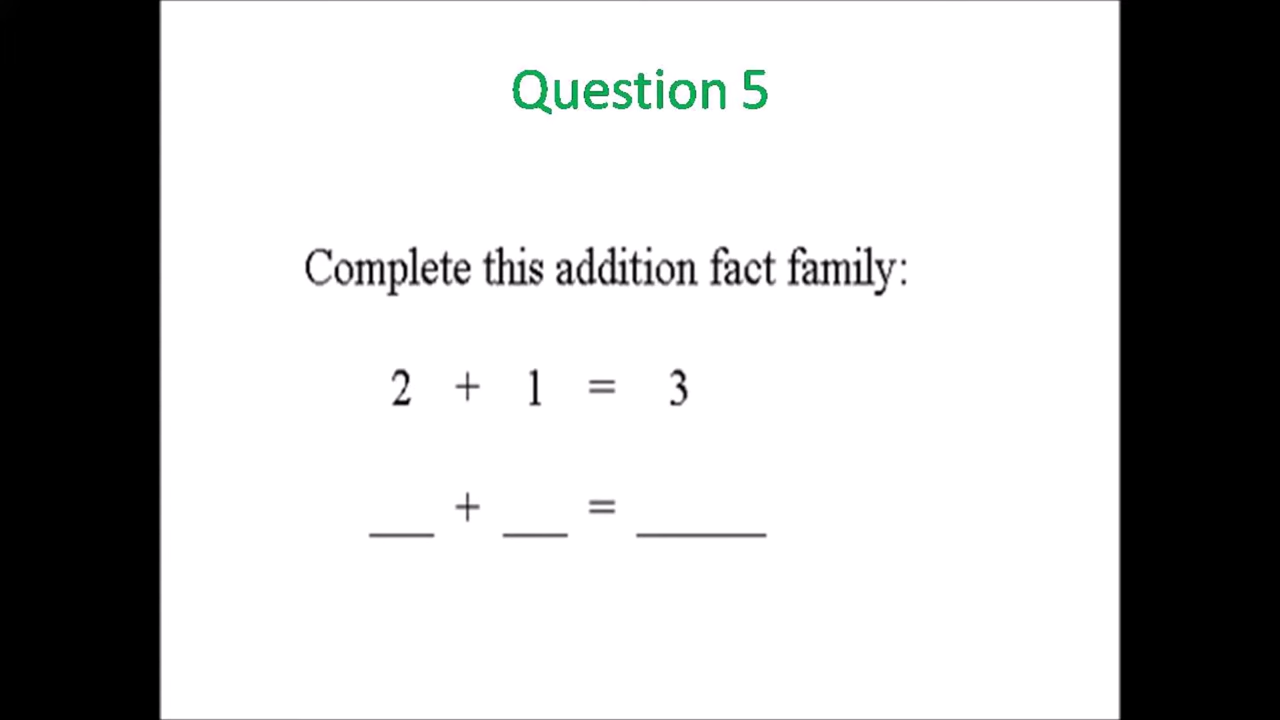 Question 5
Complete this addition fact family:
2 + 1 = 3
___ + ___ = ______